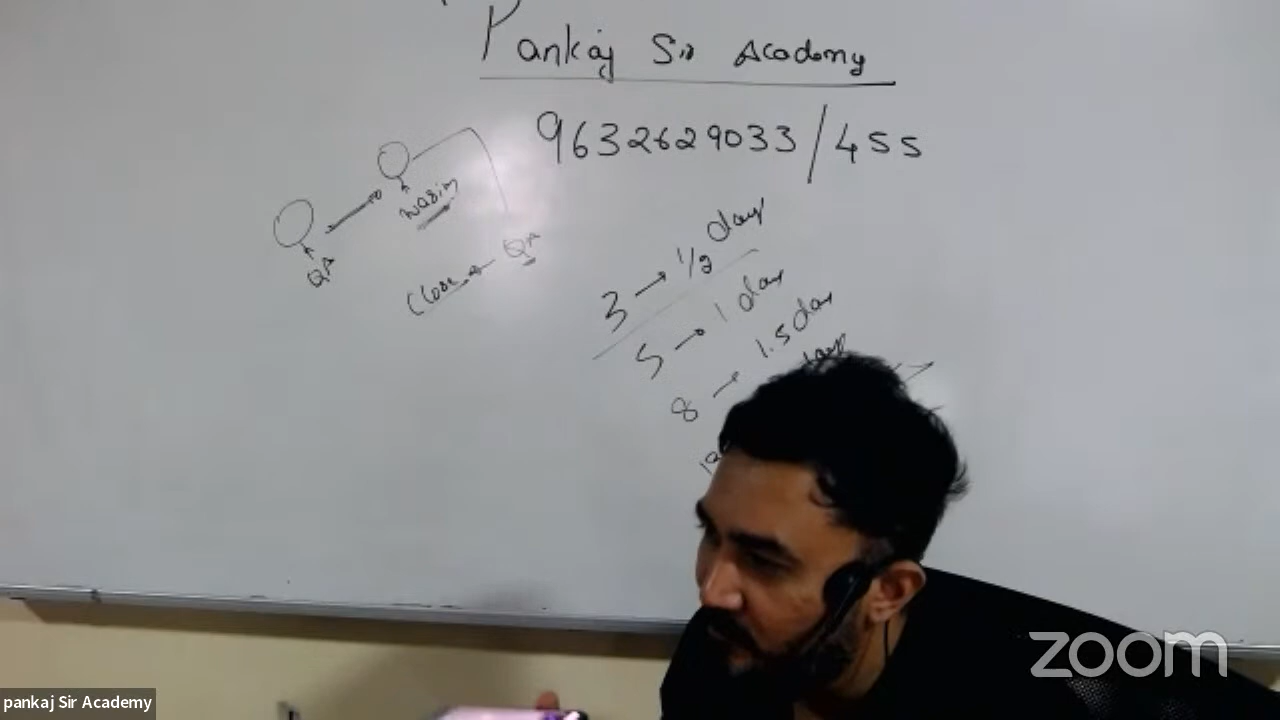 Pankaj Sir Academy
9632629033/455
wasim
QA
QA
Close
3 → 1/2 day
5 → 1 day
8 → 1.5 day
day
zoom
pankaj Sir Academy